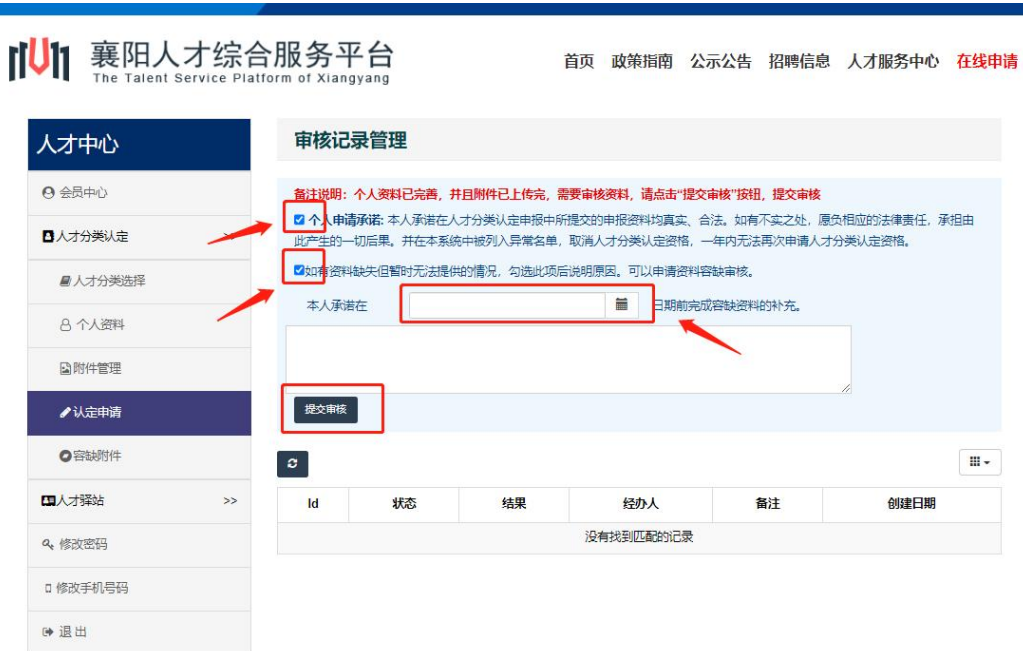 襄阳人才综合服务平台
The Talent Service Platform of Xiangyang
首页 政策指南 公示公告 招聘信息 人才服务中心 在线申请
人才中心
会员中心
人才分类认定
人才分类选择
个人资料
附件管理
认定申请
容缺附件
人才驿站 >>
修改密码
修改手机号码
退出
审核记录管理
备注说明：个人资料已完善，并且附件已上传完，需要审核资料，请点击“提交审核”按钮，提交审核
个人申请承诺: 本人承诺在人才分类认定申报中所提交的申报资料均真实、合法。如有不实之处，愿负相应的法律责任，承担由
此产生的一切后果。并在本系统中被列入异常名单，取消人才分类认定资格，一年内无法再次申请人才分类认定资格。
如有资料缺失但暂时无法提供的情况，勾选此项后说明原因。可以申请资料容缺审核。
本人承诺在 日期前完成容缺资料的补充。
提交审核
Id 状态 结果 经办人 备注 创建日期
没有找到匹配的记录